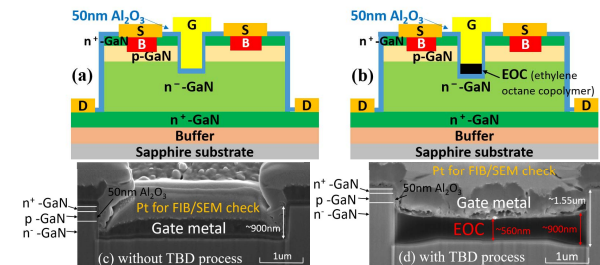 50nm Al₂O₃
G
S
S
n⁺-GaN
B
B
p-GaN
(a)
n⁻-GaN
D
D
n⁺-GaN
Buffer
Sapphire substrate
50nm Al₂O₃
G
S
S
n⁺-GaN
B
B
p-GaN
(b)
EOC (ethylene
octane copolymer)
n⁻-GaN
D
D
n⁺-GaN
Buffer
Sapphire substrate
n⁺ -GaN
p -GaN
n⁻ -GaN
50nm Al₂O₃
Pt for FIB/SEM check
Gate metal
~900nm
(c) without TBD process
1um
n⁺ -GaN
p -GaN
n⁻ -GaN
Pt for FIB/SEM check
50nm Al₂O₃
~1.55um
Gate metal
EOC
~560nm
~900nm
(d) with TBD process
1um